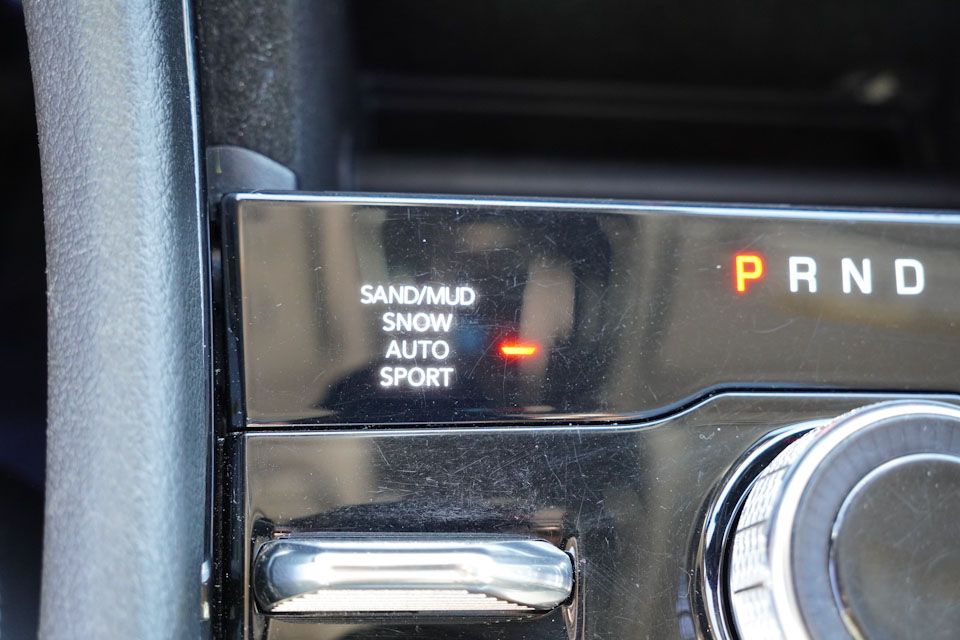 SAND/MUD
SNOW
AUTO
SPORT
P R N D